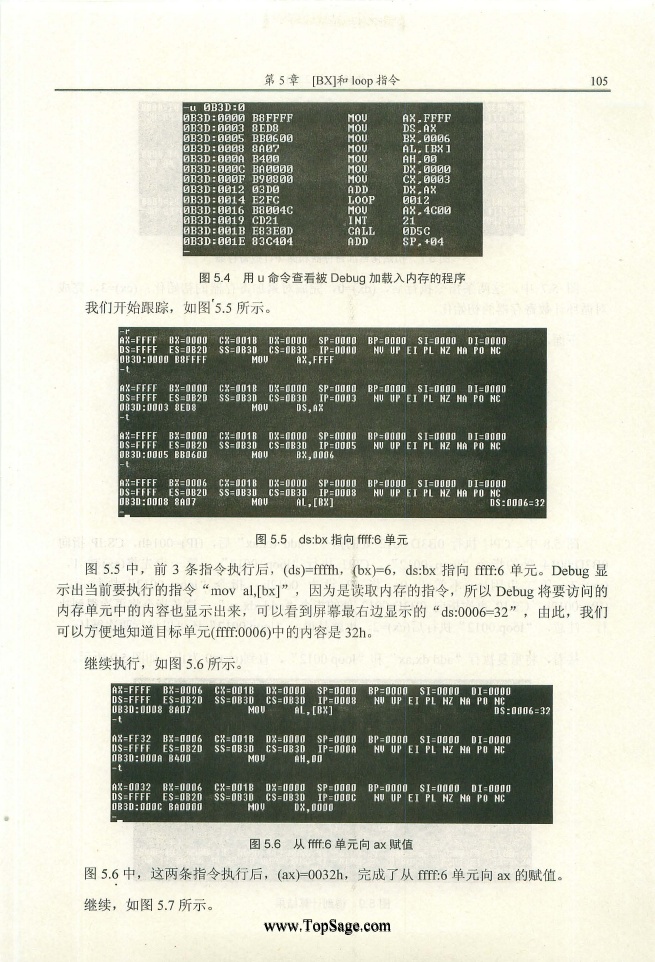 第 5 章 [BX]和 loop 指令 105
-u 0B3D:0
0B3D:0000 B8FFFF MOV AX,FFFF
0B3D:0003 8ED8 MOV DS,AX
0B3D:0005 BB0600 MOV BX,0006
0B3D:0008 8A07 MOV AL,[BX]
0B3D:000A B400 MOV AH,00
0B3D:000C BA0000 MOV DX,0000
0B3D:000F B90300 MOV CX,0003
0B3D:0012 03D0 ADD DX,AX
0B3D:0014 E2FC LOOP 0012
0B3D:0016 B8004C MOV AX,4C00
0B3D:0019 CD21 INT 21
0B3D:001B E83E0D CALL 0D5C
0B3D:001E 83C404 ADD SP,+04
-
图 5.4 用 u 命令查看被 Debug 加载入内存的程序
我们开始跟踪，如图 5.5 所示。
-r
AX=FFFF BX=0000 CX=001B DX=0000 SP=0000 BP=0000 SI=0000 DI=0000
DS=FFFF ES=0B2D SS=0B3D CS=0B3D IP=0000 NV UP EI PL NZ NA PO NC
0B3D:0000 B8FFFF MOV AX,FFFF
-t
AX=FFFF BX=0000 CX=001B DX=0000 SP=0000 BP=0000 SI=0000 DI=0000
DS=FFFF ES=0B2D SS=0B3D CS=0B3D IP=0003 NV UP EI PL NZ NA PO NC
0B3D:0003 8ED8 MOV DS,AX
-t
AX=FFFF BX=0000 CX=001B DX=0000 SP=0000 BP=0000 SI=0000 DI=0000
DS=FFFF ES=0B2D SS=0B3D CS=0B3D IP=0005 NV UP EI PL NZ NA PO NC
0B3D:0005 BB0600 MOV BX,0006
-t
AX=FFFF BX=0006 CX=001B DX=0000 SP=0000 BP=0000 SI=0000 DI=0000
DS=FFFF ES=0B2D SS=0B3D CS=0B3D IP=0008 NV UP EI PL NZ NA PO NC
0B3D:0008 8A07 MOV AL,[BX] DS:0006=32
-
图 5.5 ds:bx 指向 ffff:6 单元
图 5.5 中，前 3 条指令执行后，(ds)=ffffh，(bx)=6，ds:bx 指向 ffff:6 单元。Debug 显
示出当前要执行的指令“mov al,[bx]”，因为是读取内存的指令，所以 Debug 将要访问的
内存单元中的内容也显示出来，可以看到屏幕最右边显示的“ds:0006=32”，由此，我们
可以方便地知道目标单元(ffff:0006)中的内容是 32h。
继续执行，如图 5.6 所示。
AX=FFFF BX=0006 CX=001B DX=0000 SP=0000 BP=0000 SI=0000 DI=0000
DS=FFFF ES=0B2D SS=0B3D CS=0B3D IP=0008 NV UP EI PL NZ NA PO NC
0B3D:0008 8A07 MOV AL,[BX] DS:0006=32
-t
AX=FF32 BX=0006 CX=001B DX=0000 SP=0000 BP=0000 SI=0000 DI=0000
DS=FFFF ES=0B2D SS=0B3D CS=0B3D IP=000A NV UP EI PL NZ NA PO NC
0B3D:000A B400 MOV AH,00
-t
AX=0032 BX=0006 CX=001B DX=0000 SP=0000 BP=0000 SI=0000 DI=0000
DS=FFFF ES=0B2D SS=0B3D CS=0B3D IP=000C NV UP EI PL NZ NA PO NC
0B3D:000C BA0000 MOV DX,0000
-
图 5.6 从 ffff:6 单元向 ax 赋值
图 5.6 中，这两条指令执行后，(ax)=0032h，完成了从 ffff:6 单元向 ax 的赋值。
继续，如图 5.7 所示。
www.TopSage.com